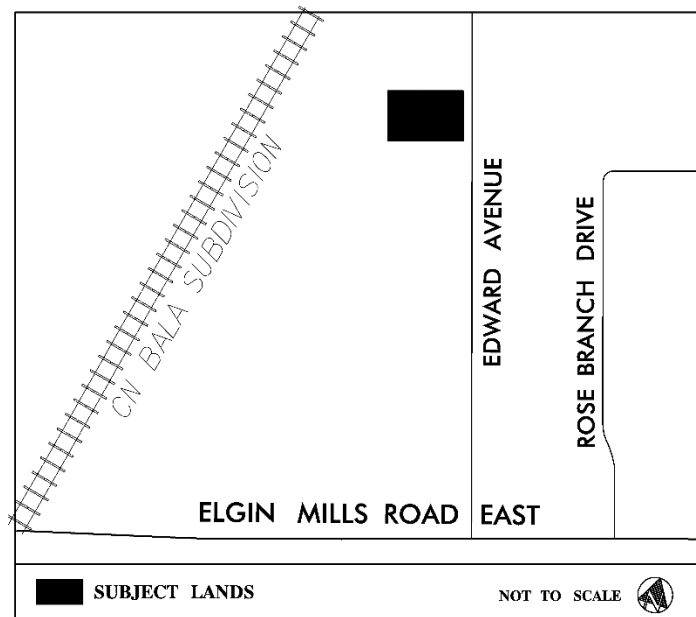 CN BALA SUBDIVISION
EDWARD AVENUE
ROSE BRANCH DRIVE
ELGIN MILLS ROAD EAST
SUBJECT LANDS
NOT TO SCALE